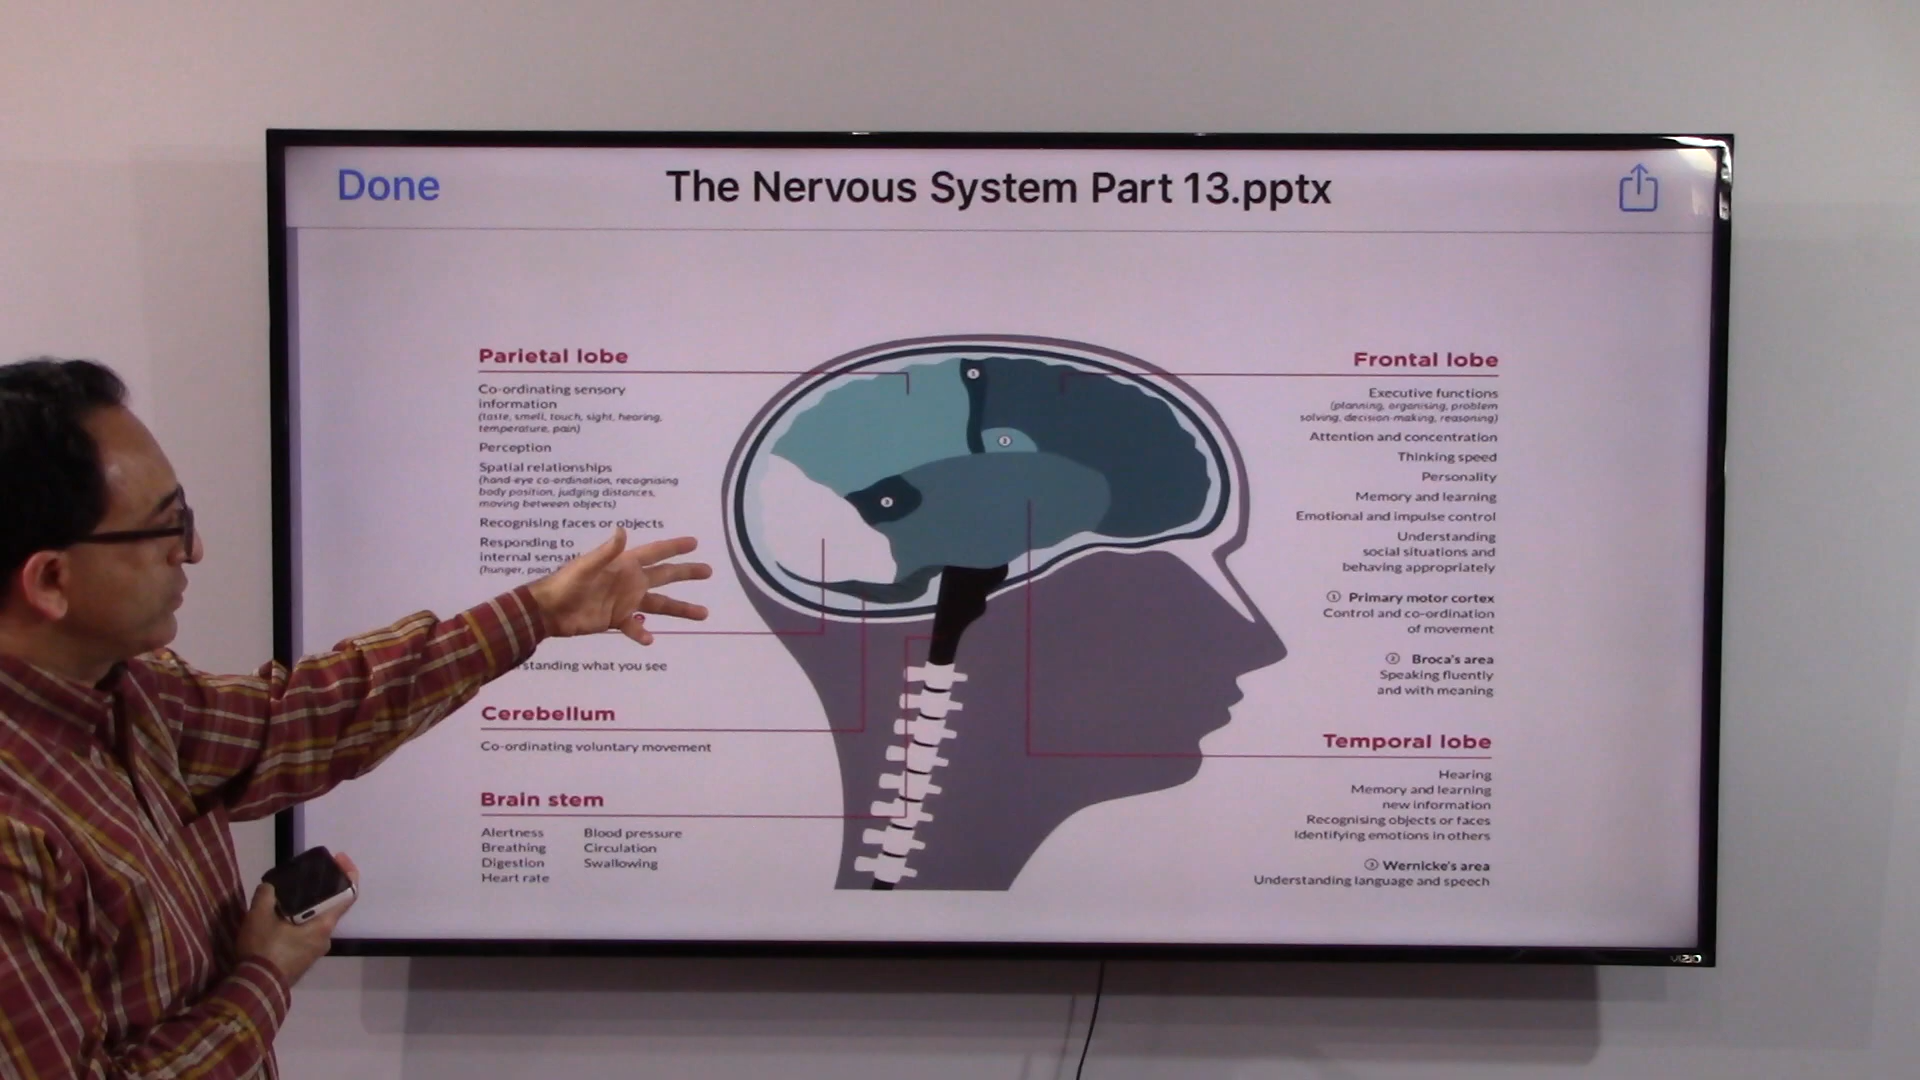 Done
The Nervous System Part 13.pptx
Parietal lobe
Co-ordinating sensory
information
(taste, smell, touch, sight, hearing,
temperature, pain)
Perception
Spatial relationships
(hand-eye co-ordination, recognising
body position, judging distances,
moving between objects)
Recognising faces or objects
Responding to
internal
(hunger, pain,
what you see
Cerebellum
Co-ordinating voluntary movement
Brain stem
Alertness Blood pressure
Breathing Circulation
Digestion Swallowing
Heart rate
1
2
3
Frontal lobe
Executive functions
(planning, organising, problem
solving, decision-making, reasoning)
Attention and concentration
Thinking speed
Personality
Memory and learning
Emotional and impulse control
Understanding
social situations and
behaving appropriately
① Primary motor cortex
Control and co-ordination
of movement
② Broca's area
Speaking fluently
and with meaning
Temporal lobe
Hearing
Memory and learning
new information
Recognising objects or faces
Identifying emotions in others
③ Wernicke's area
Understanding language and speech
VIZIO